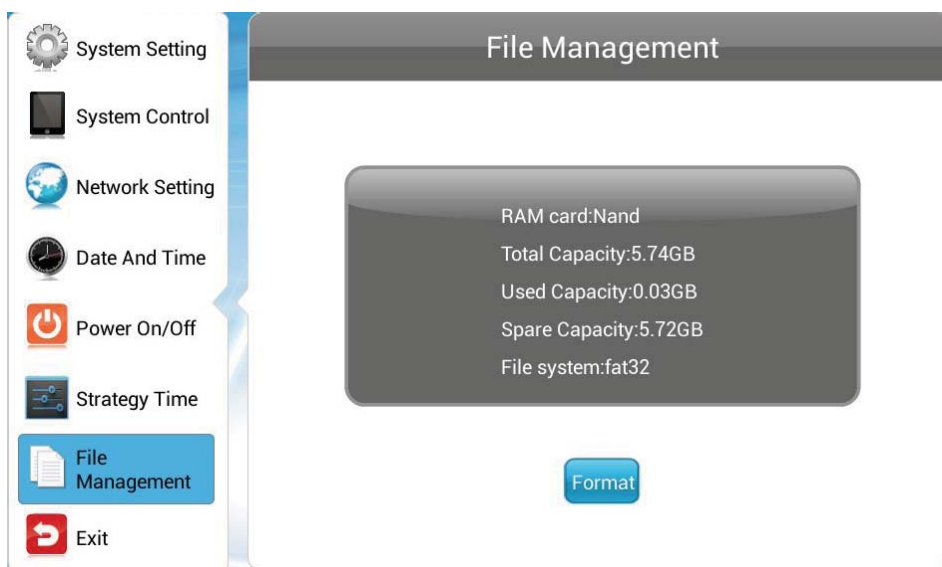 System Setting
System Control
Network Setting
Date And Time
Power On/Off
Strategy Time
File
Management
Exit
File Management
RAM card:Nand
Total Capacity:5.74GB
Used Capacity:0.03GB
Spare Capacity:5.72GB
File system:fat32
Format